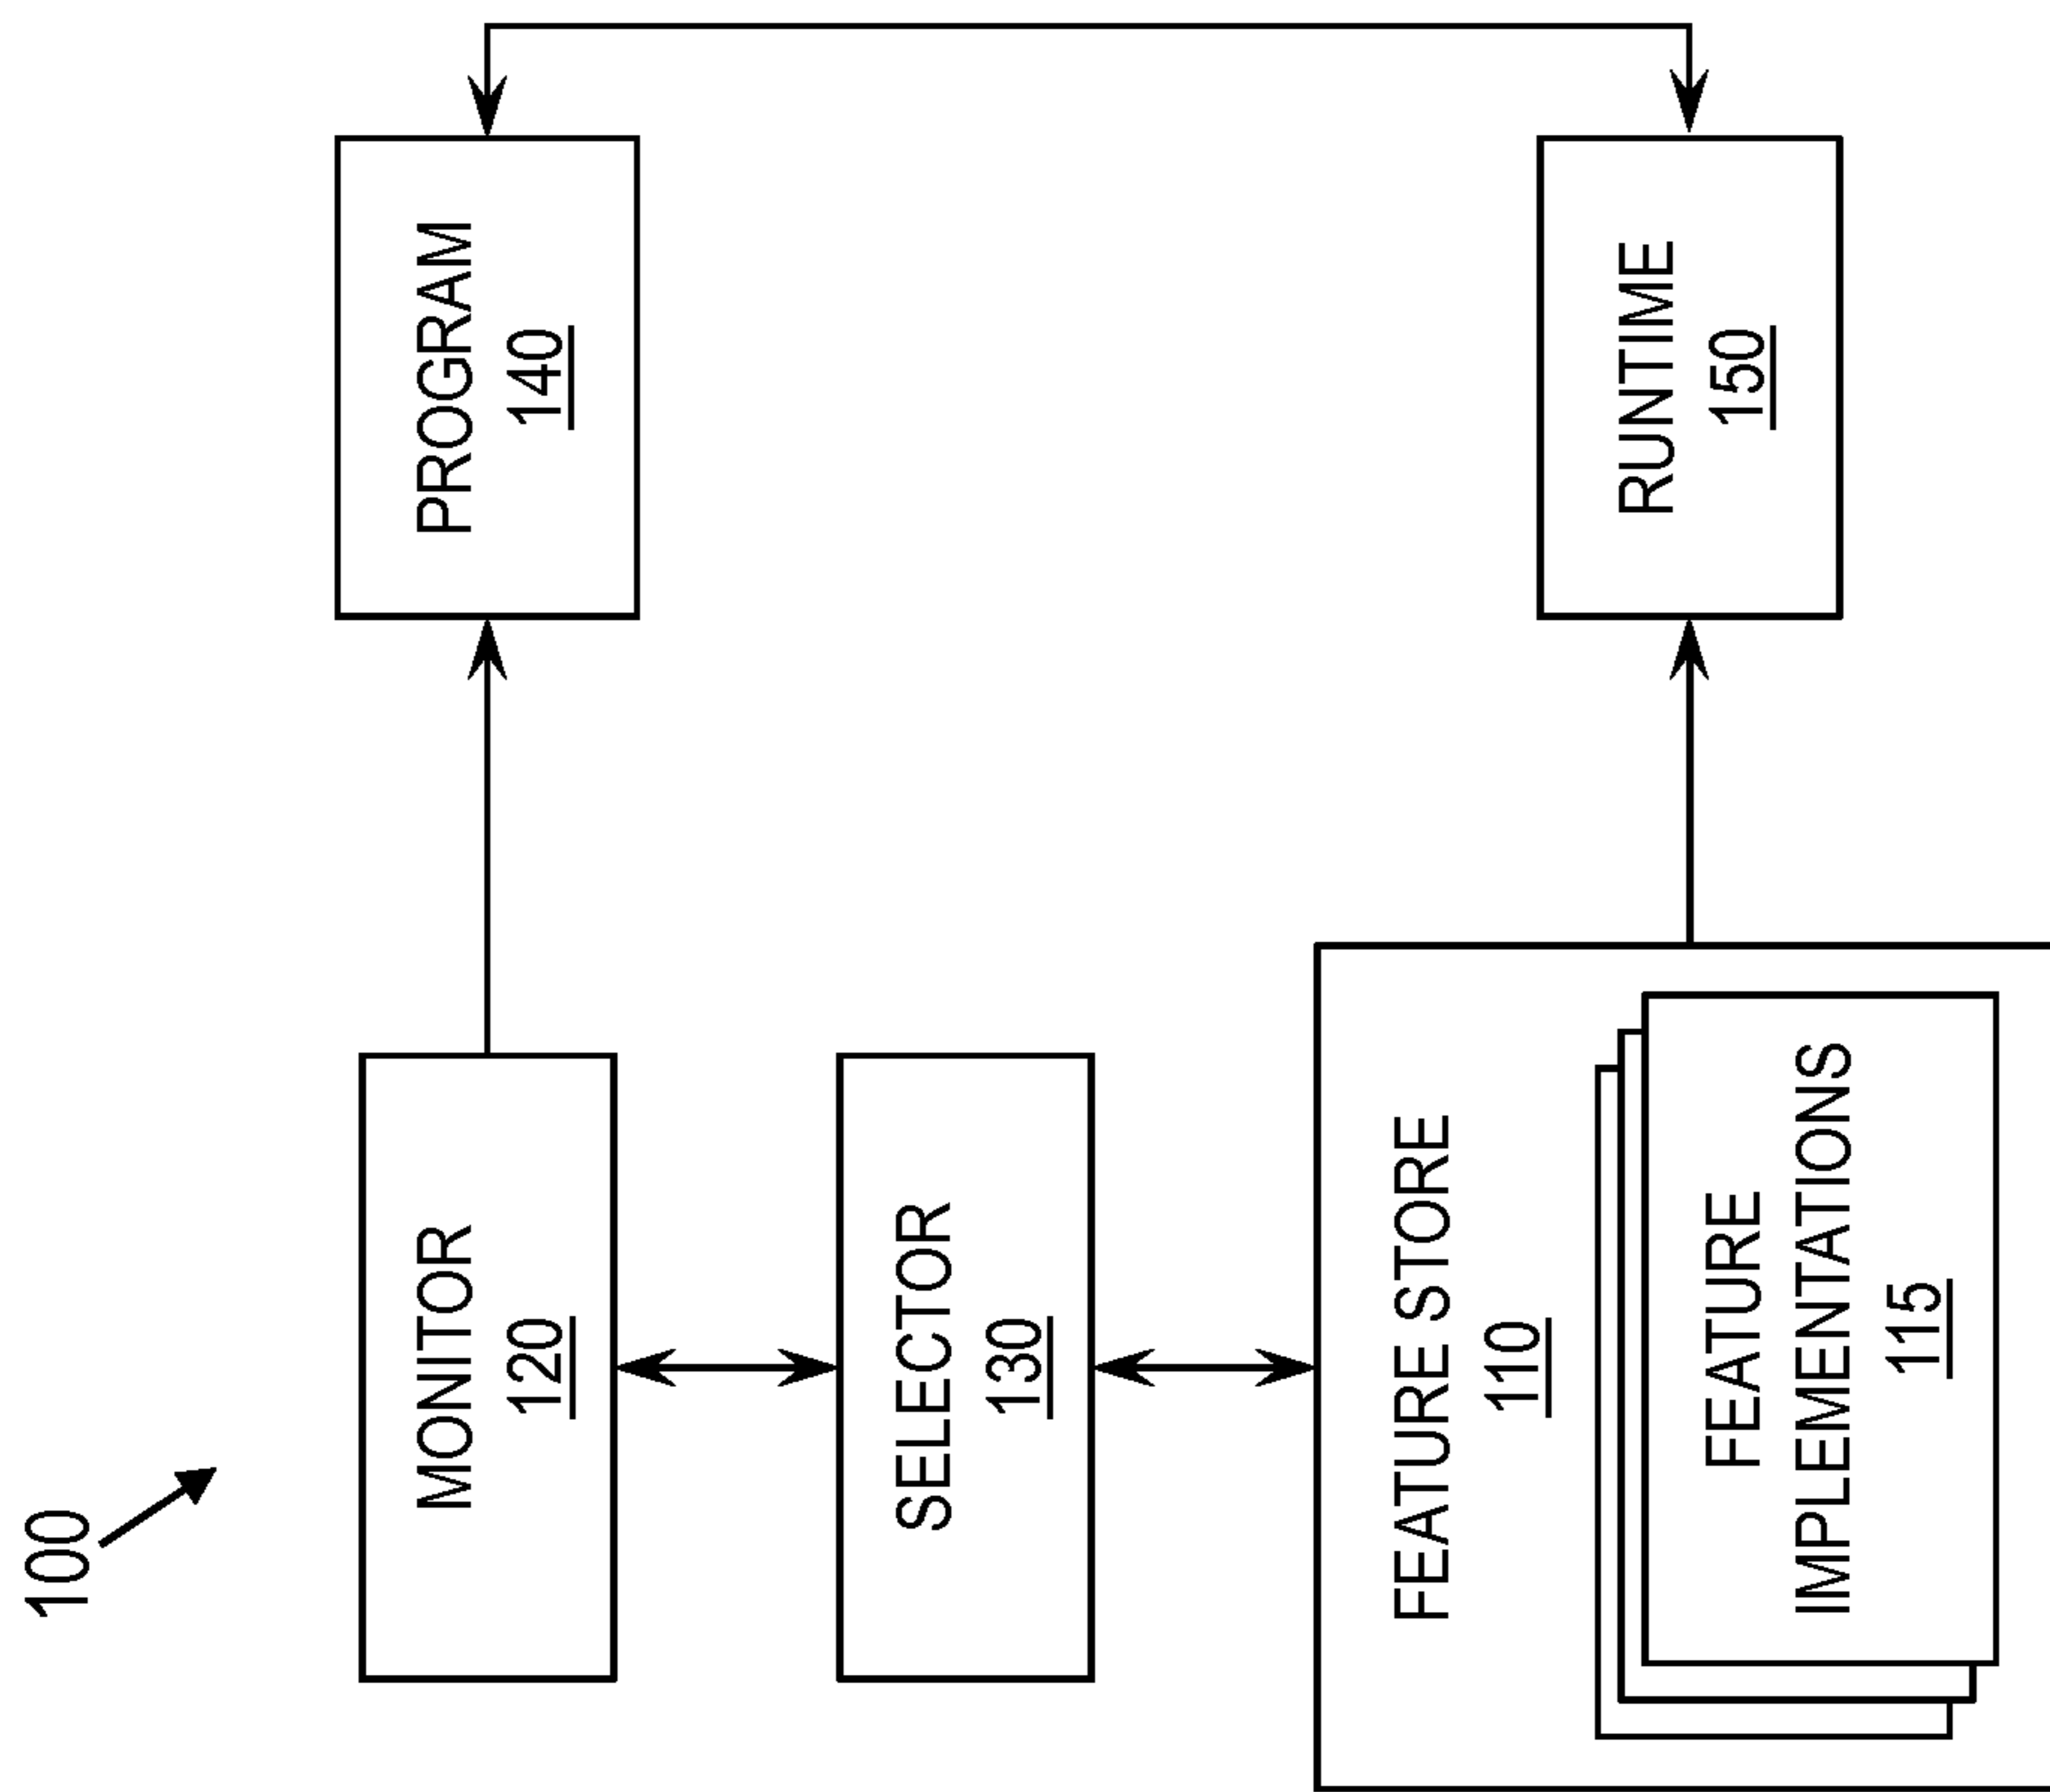 100
MONITOR
120
PROGRAM
140
SELECTOR
130
FEATURE STORE
110
FEATURE
IMPLEMENTATIONS
115
RUNTIME
150